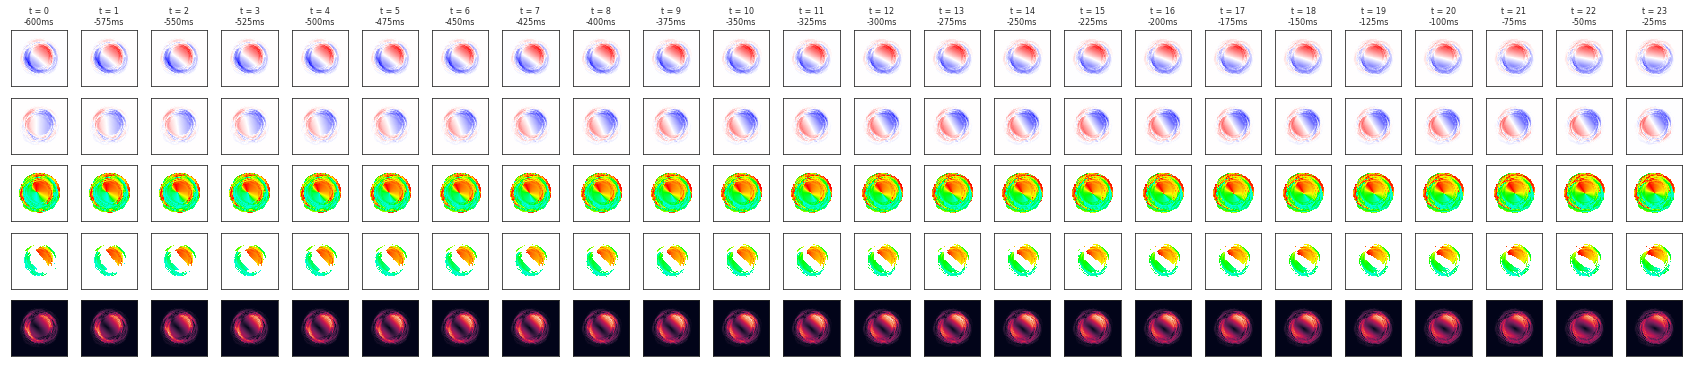 t = 0 t = 1 t = 2 t = 3 t = 4 t = 5 t = 6 t = 7 t = 8 t = 9 t = 10 t = 11 t = 12 t = 13 t = 14 t = 15 t = 16 t = 17 t = 18 t = 19 t = 20 t = 21 t = 22 t = 23
-600ms -575ms -550ms -525ms -500ms -475ms -450ms -425ms -400ms -375ms -350ms -325ms -300ms -275ms -250ms -225ms -200ms -175ms -150ms -125ms -100ms -75ms -50ms -25ms